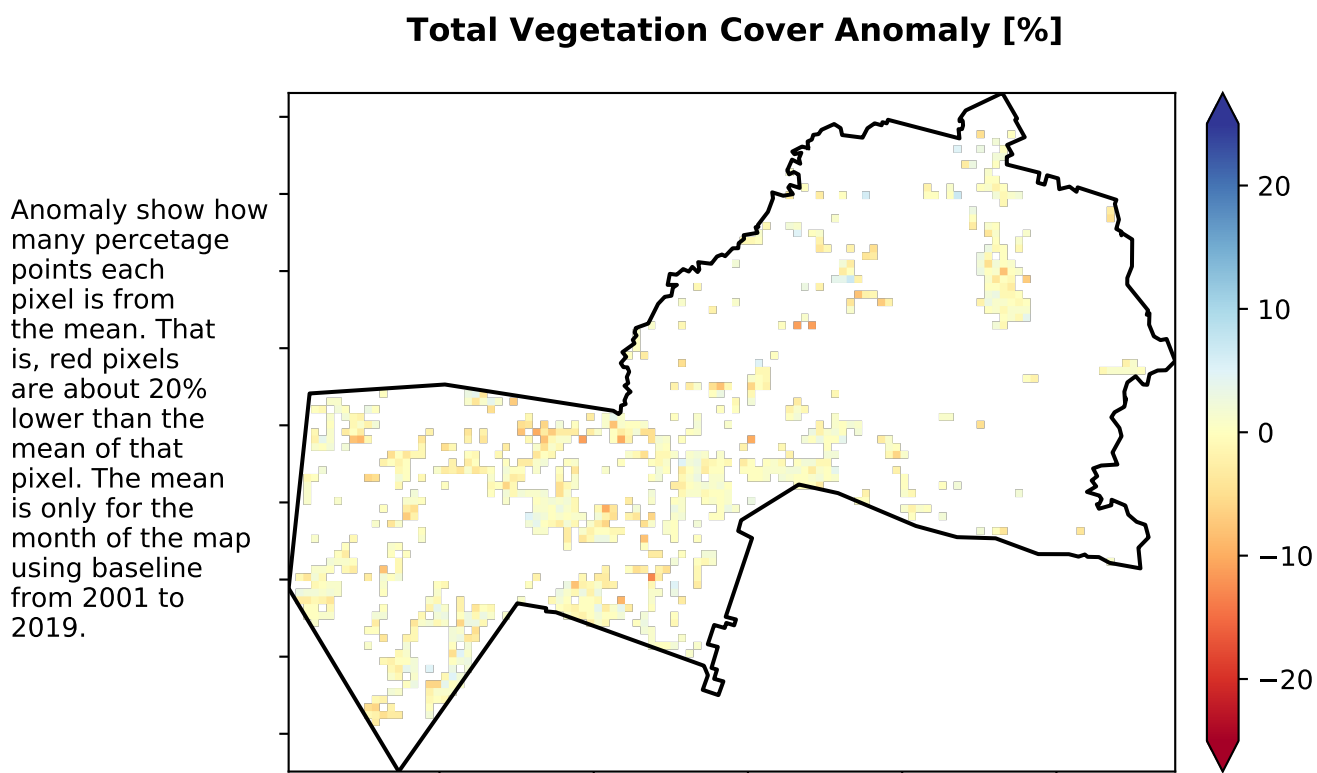 Total Vegetation Cover Anomaly [%]
Anomaly show how
many percetage
points each
pixel is from
the mean. That
is, red pixels
are about 20%
lower than the
mean of that
pixel. The mean
is only for the
month of the map
using baseline
from 2001 to
2019.
20
10
0
−10
−20